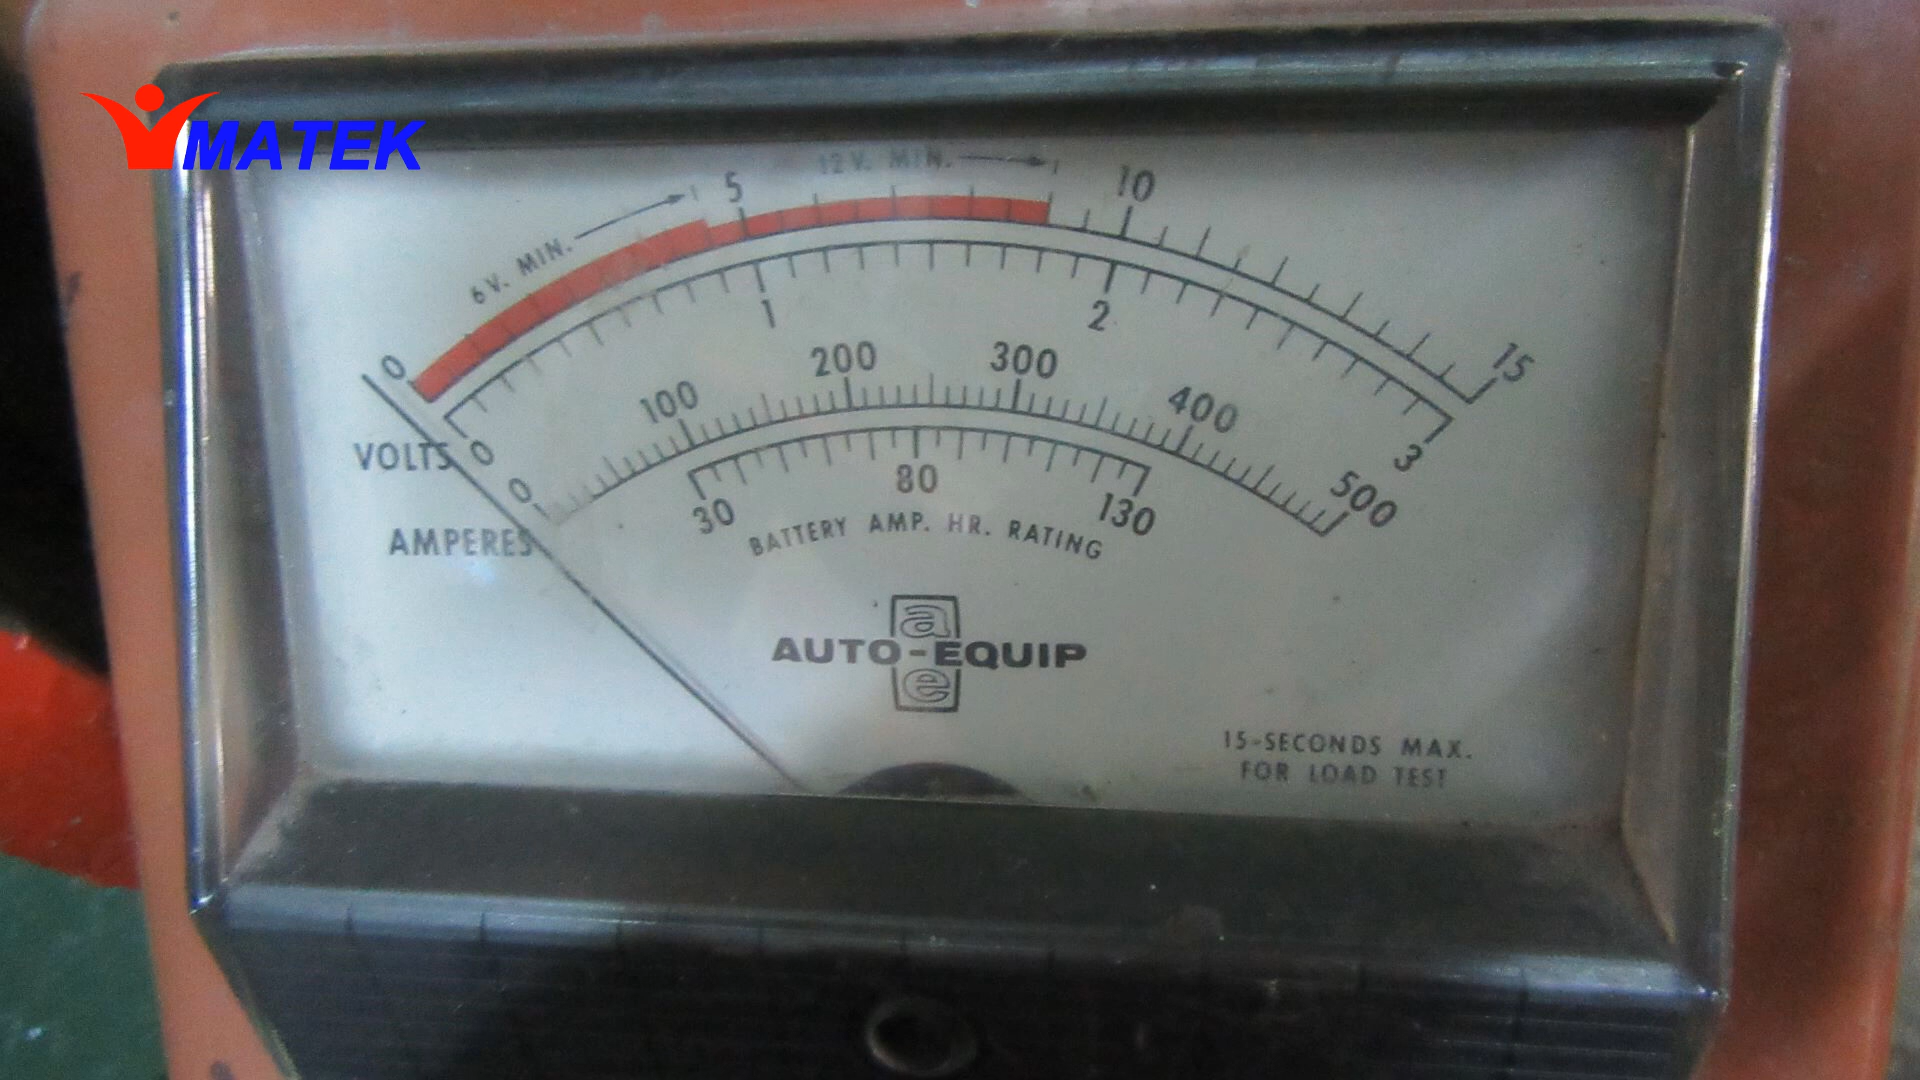 MATEK
12 V. MIN.
5
10
6 V. MIN.
0
15
1
2
3
0
VOLTS
100
200
300
400
500
0
AMPERES
30
80
130
BATTERY AMP. HR. RATING
a
AUTO-EQUIP
e
15-SECONDS MAX.
FOR LOAD TEST